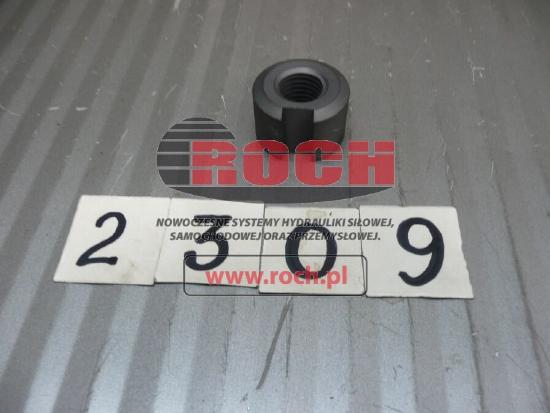 ROCH
NOWOCZESNE SYSTEMY HYDRAULIKI SIŁOWEJ,
SAMOCHODOWEJ ORAZ PRZEMYSŁOWEJ.
2 3 0 9
www.roch.pl